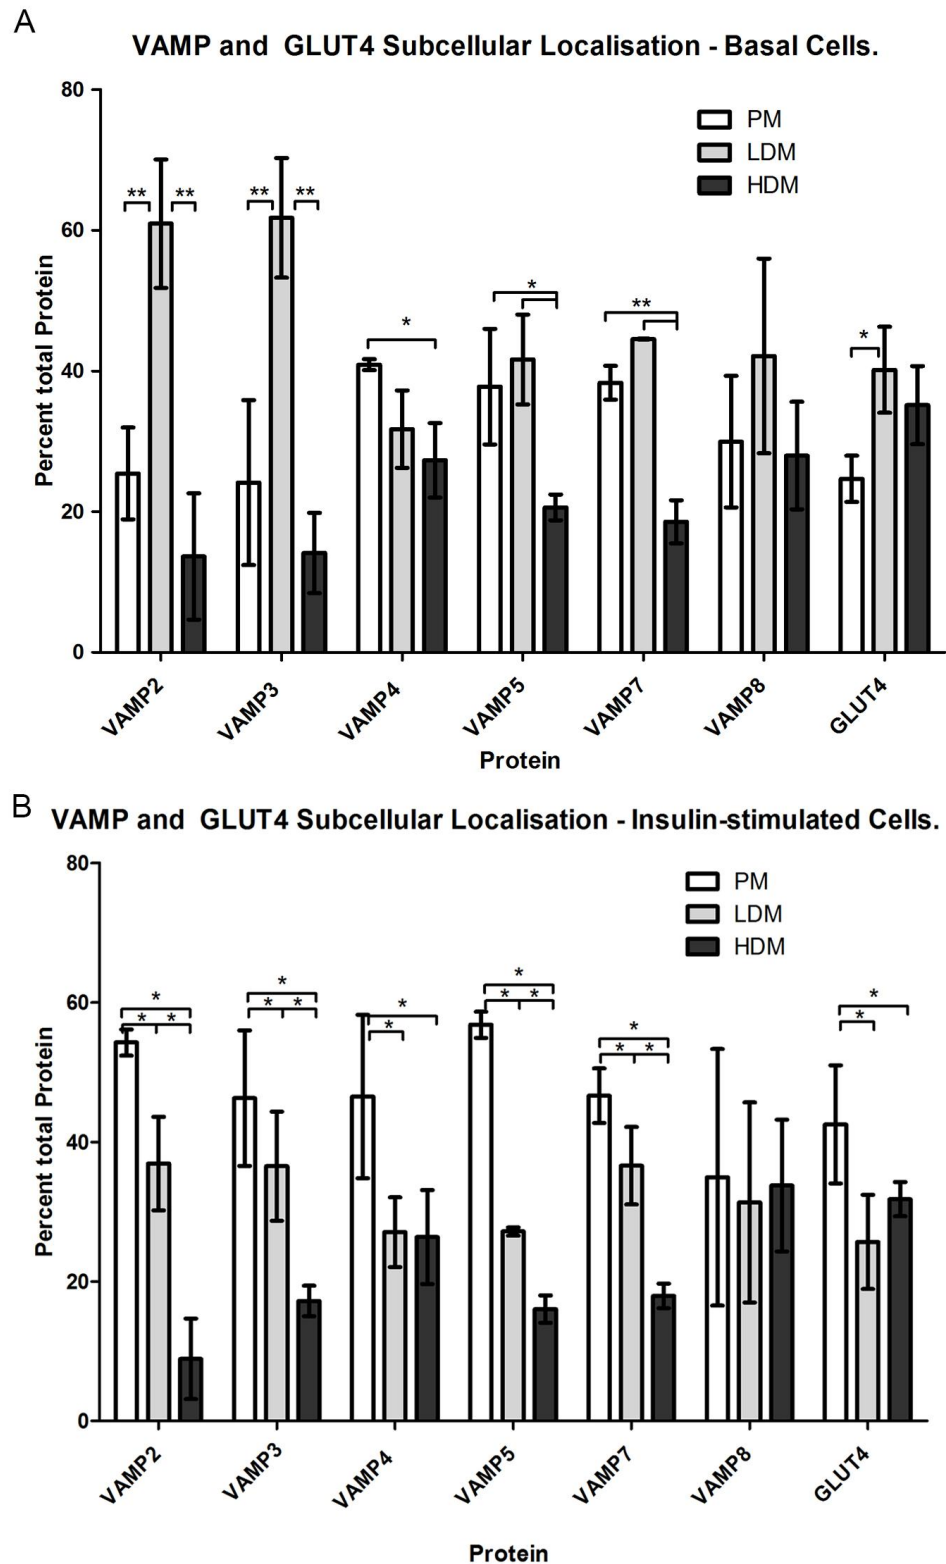 A
VAMP and GLUT4 Subcellular Localisation - Basal Cells.
Percent total Protein
80
60
40
20
0
PM
LDM
HDM
** **
** **
*
*
**
*
VAMP2
VAMP3
VAMP4
VAMP5
VAMP7
VAMP8
GLUT4
Protein
B
VAMP and GLUT4 Subcellular Localisation - Insulin-stimulated Cells.
Percent total Protein
80
60
40
20
0
PM
LDM
HDM
*
* *
*
* *
*
*
*
* *
*
* *
*
*
VAMP2
VAMP3
VAMP4
VAMP5
VAMP7
VAMP8
GLUT4
Protein